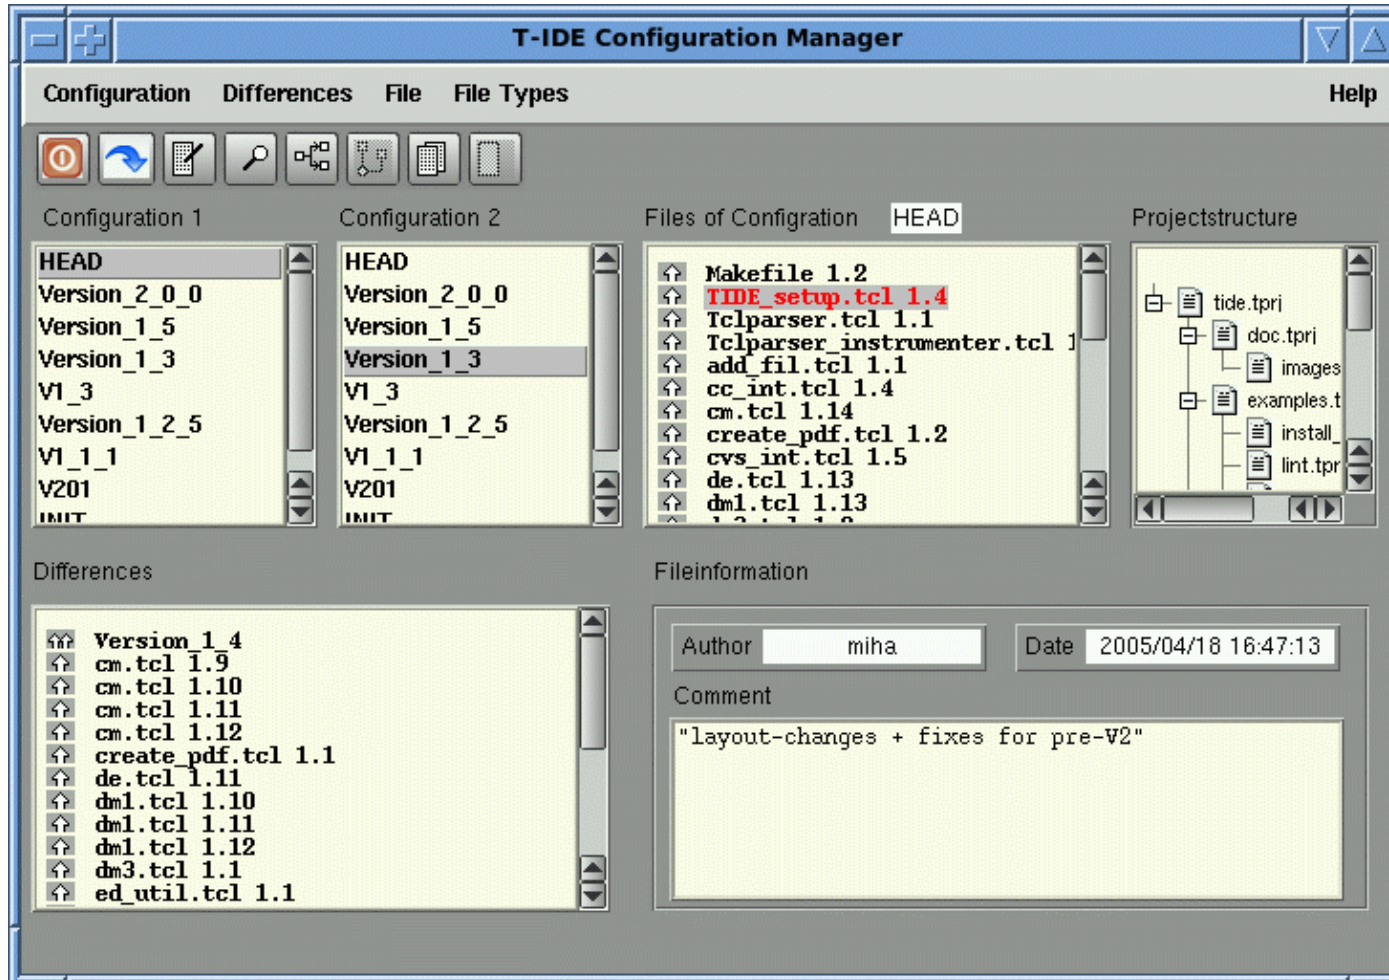 T-IDE Configuration Manager
Configuration Differences File File Types Help
Configuration 1
HEAD
Version_2_0_0
Version_1_5
Version_1_3
V1_3
Version_1_2_5
V1_1_1
V201
INIT
Configuration 2
HEAD
Version_2_0_0
Version_1_5
Version_1_3
V1_3
Version_1_2_5
V1_1_1
V201
INIT
Files of Configration HEAD
Makefile 1.2
TIDE_setup.tcl 1.4
Tclparser.tcl 1.1
Tclparser_instrumenter.tcl 1
add_fil.tcl 1.1
cc_int.tcl 1.4
cm.tcl 1.14
create_pdf.tcl 1.2
cvs_int.tcl 1.5
de.tcl 1.13
dm1.tcl 1.13
Projectstructure
tide.tprj
doc.tprj
images
examples.t
install_
lint.tpr
Differences
Version_1_4
cm.tcl 1.9
cm.tcl 1.10
cm.tcl 1.11
cm.tcl 1.12
create_pdf.tcl 1.1
de.tcl 1.11
dm1.tcl 1.10
dm1.tcl 1.11
dm1.tcl 1.12
dm3.tcl 1.1
ed_util.tcl 1.1
Fileinformation
Author miha Date 2005/04/18 16:47:13
Comment
"layout-changes + fixes for pre-V2"